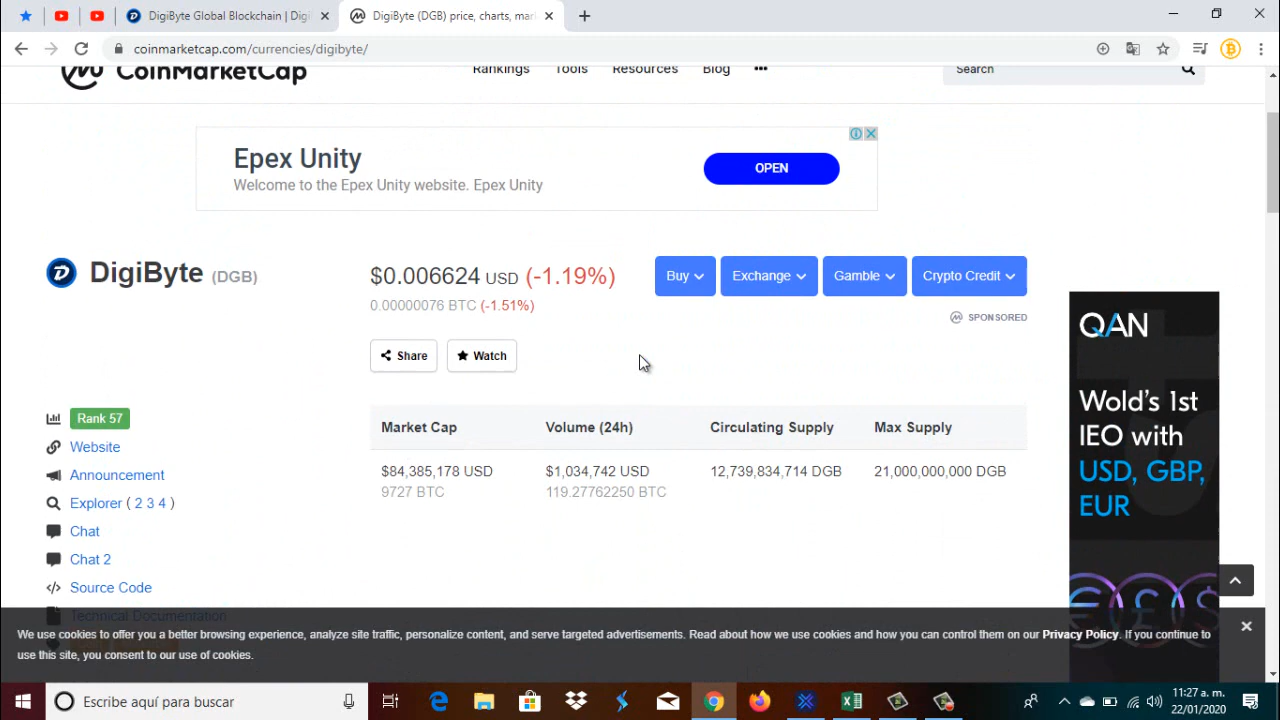 DigiByte Global Blockchain | Digi
DigiByte (DGB) price, charts, mar
coinmarketcap.com/currencies/digibyte/
CoinMarketCap
Rankings
Tools
Resources
Blog
Search
Epex Unity
Welcome to the Epex Unity website. Epex Unity
OPEN
DigiByte (DGB)
$0.006624 USD (-1.19%)
0.00000076 BTC (-1.51%)
Buy
Exchange
Gamble
Crypto Credit
SPONSORED
Share
Watch
Market Cap
Volume (24h)
Circulating Supply
Max Supply
$84,385,178 USD
$1,034,742 USD
12,739,834,714 DGB
21,000,000,000 DGB
9727 BTC
119.27762250 BTC
Rank 57
Website
Announcement
Explorer ( 2 3 4 )
Chat
Chat 2
Source Code
Technical Documentation
QAN
Wold's 1st
IEO with
USD, GBP,
EUR
We use cookies to offer you a better browsing experience, analyze site traffic, personalize content, and serve targeted advertisements. Read about how we use cookies and how you can control them on our Privacy Policy. If you continue to
use this site, you consent to our use of cookies.
Escribe aquí para buscar
11:27 a. m.
22/01/2020